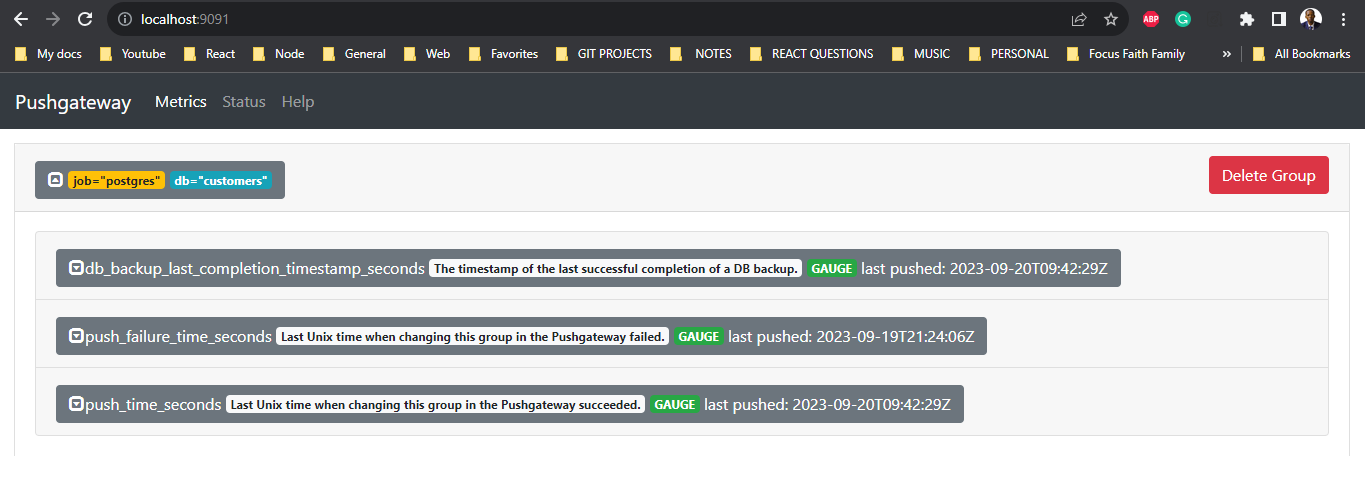 localhost:9091
ABP
G
My docs Youtube React Node General Web Favorites GIT PROJECTS NOTES REACT QUESTIONS MUSIC PERSONAL Focus Faith Family » All Bookmarks
Pushgateway Metrics Status Help
job="postgres" db="customers" Delete Group
db_backup_last_completion_timestamp_seconds The timestamp of the last successful completion of a DB backup. GAUGE last pushed: 2023-09-20T09:42:29Z
push_failure_time_seconds Last Unix time when changing this group in the Pushgateway failed. GAUGE last pushed: 2023-09-19T21:24:06Z
push_time_seconds Last Unix time when changing this group in the Pushgateway succeeded. GAUGE last pushed: 2023-09-20T09:42:29Z